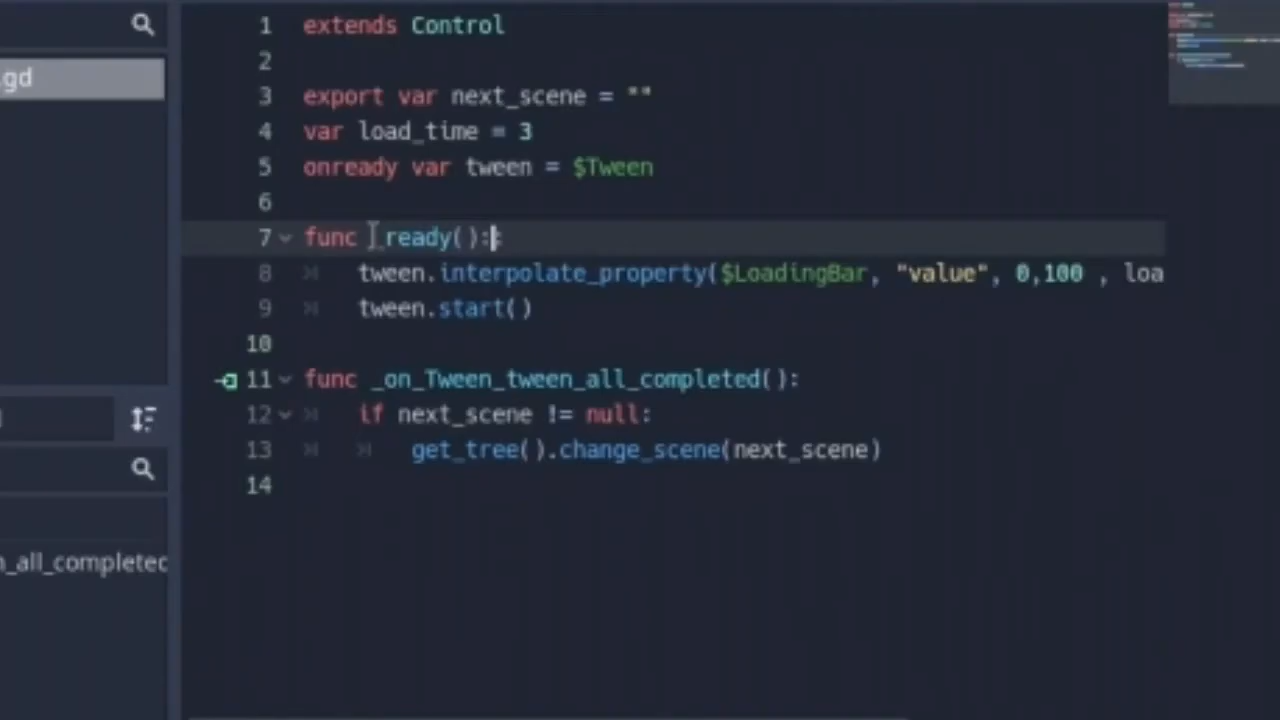 1 extends Control
2
3 export var next_scene = ""
4 var load_time = 3
5 onready var tween = $Tween
6
7 func _ready():
8 tween.interpolate_property($LoadingBar, "value", 0,100 , loa
9 tween.start()
10
11 func _on_Tween_tween_all_completed():
12 if next_scene != null:
13 get_tree().change_scene(next_scene)
14
.gd
n_all_completed